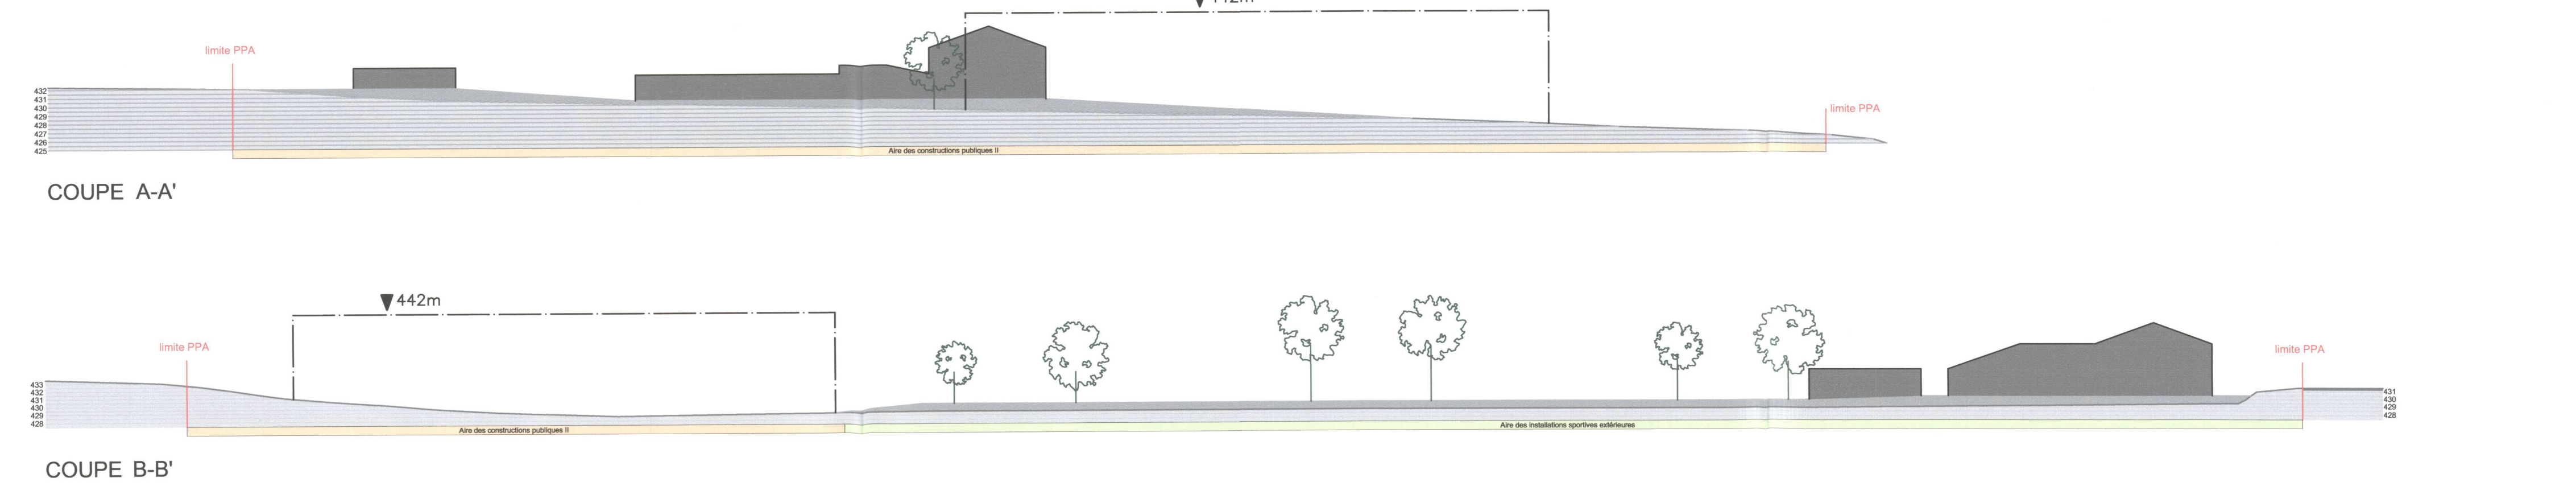 limite PPA
432
431
430
429
428
427
426
425
limite PPA
Aire des constructions publiques II
COUPE A-A'
442m
limite PPA
limite PPA
433
432
431
430
429
428
431
430
429
428
Aire des constructions publiques II
Aire des installations sportives extérieures
COUPE B-B'